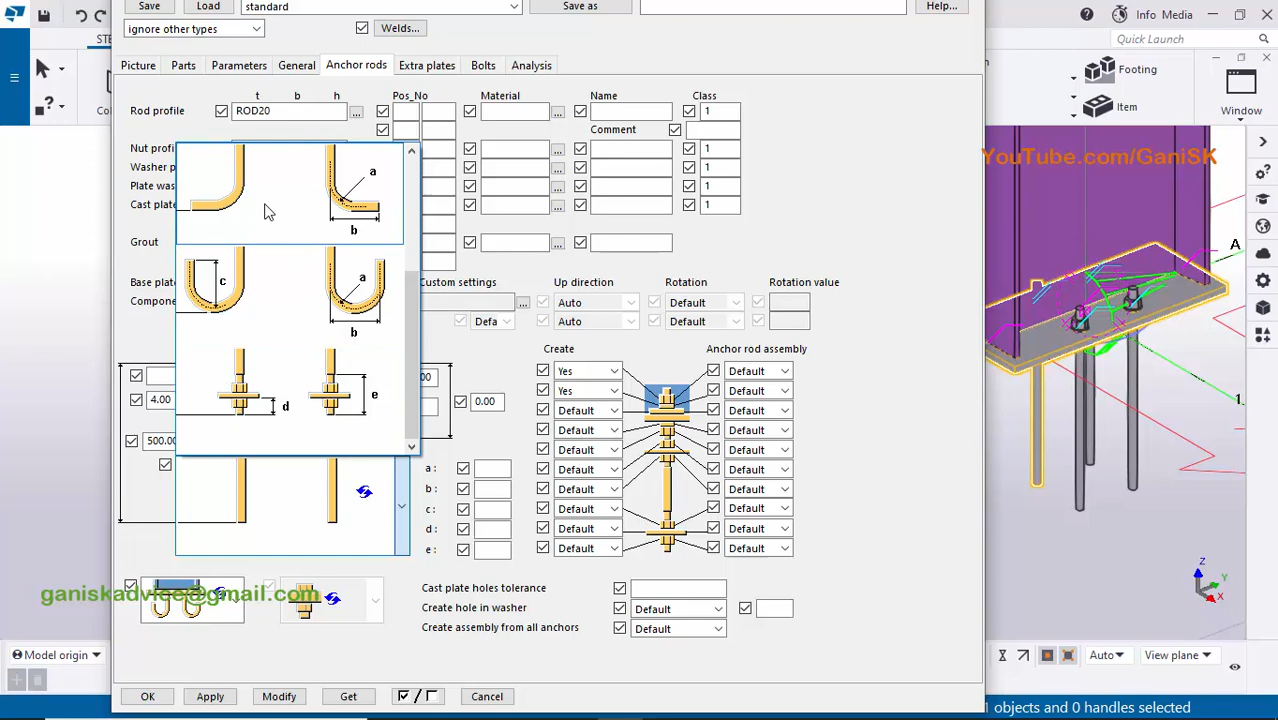 Save
Load
standard
Save as
Help...
Info Media
ignore other types
Welds...
Quick Launch
Picture
Parts
Parameters
General
Anchor rods
Extra plates
Bolts
Analysis
Footing
Item
Window
t
b
h
Pos_No
Material
Name
Class
Rod profile
ROD20
1
Comment
Nut profi
1
Washer p
1
Plate was
1
Cast plate
1
Grout
YouTube.com/GaniSK
a
b
c
a
b
d
e
Base plate
Custom settings
Up direction
Rotation
Rotation value
Auto
Default
Compone
Defa
Auto
Default
Create
Anchor rod assembly
4.00
00
0.00
500.00
Yes
Default
Yes
Default
Default
Default
Default
Default
Default
Default
a :
Default
Default
b :
Default
Default
c :
Default
Default
d :
Default
Default
e :
Default
Default
A
1
Z
Y
X
ganiskadvice@gmail.com
Cast plate holes tolerance
Create hole in washer
Default
Create assembly from all anchors
Default
Model origin
Auto
View plane
OK
Apply
Modify
Get
/
Cancel
1 objects and 0 handles selected